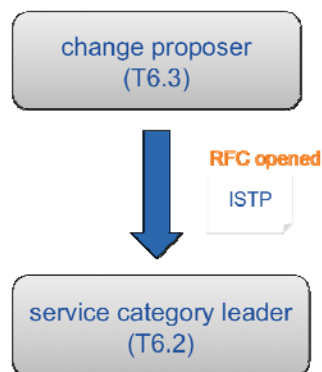 change proposer
(T6.3)
RFC opened
ISTP
service category leader
(T6.2)